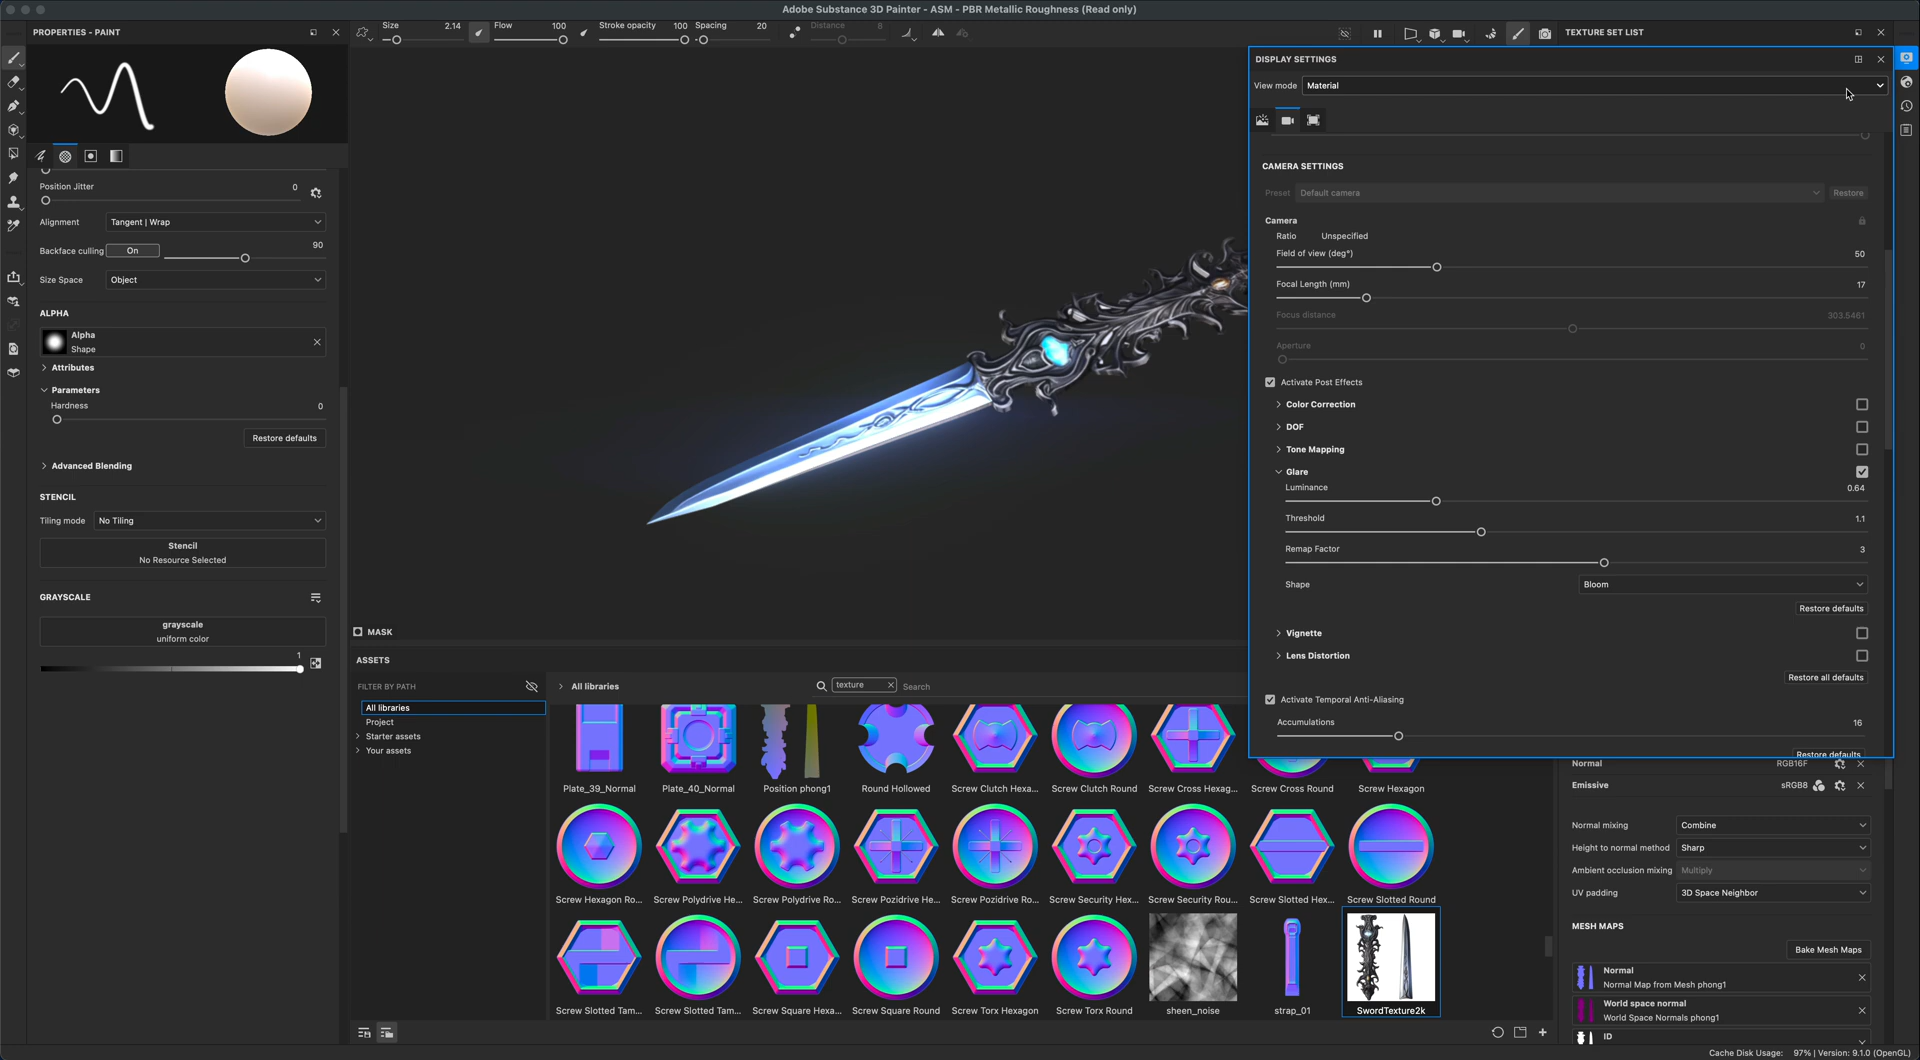 Adobe Substance 3D Painter - ASM - PBR Metallic Roughness (Read only)
PROPERTIES - PAINT
Size 2.14
Flow 100
Stroke opacity 100
Spacing 20
Distance 8
TEXTURE SET LIST
Position Jitter 0
Alignment Tangent | Wrap
Backface culling On 90
Size Space Object
ALPHA
Alpha
Shape
Attributes
Parameters
Hardness 0
Restore defaults
Advanced Blending
STENCIL
Tiling mode No Tiling
Stencil
No Resource Selected
GRAYSCALE
grayscale
uniform color
1
DISPLAY SETTINGS
View mode Material
CAMERA SETTINGS
Preset Default camera Restore
Camera
Ratio Unspecified
Field of view (deg°) 50
Focal Length (mm) 17
Focus distance 303.5461
Aperture 0
Activate Post Effects
Color Correction
DOF
Tone Mapping
Glare
Luminance 0.64
Threshold 1.1
Remap Factor 3
Shape Bloom
Restore defaults
Vignette
Lens Distortion
Restore all defaults
Activate Temporal Anti-Aliasing
Accumulations 16
Restore defaults
MASK
ASSETS
FILTER BY PATH
All libraries
Project
Starter assets
Your assets
All libraries
texture
Search
Plate_39_Normal
Plate_40_Normal
Position phong1
Round Hollowed
Screw Clutch Hexa...
Screw Clutch Round
Screw Cross Hexag...
Screw Cross Round
Screw Hexagon
Screw Hexagon Ro...
Screw Polydrive He...
Screw Polydrive Ro...
Screw Pozidrive He...
Screw Pozidriv Ro...
Screw Security Hex...
Screw Security Rou...
Screw Slotted Hex...
Screw Slotted Round
Screw Slotted Tam...
Screw Slotted Tam...
Screw Square Hexa...
Screw Square Round
Screw Torx Hexagon
Screw Torx Round
sheen_noise
strap_01
SwordTexture2k
Normal RGB16F
Emissive sRGB8
Normal mixing Combine
Height to normal method Sharp
Ambient occlusion mixing Multiply
UV padding 3D Space Neighbor
MESH MAPS
Bake Mesh Maps
Normal
Normal Map from Mesh phong1
World space normal
World Space Normals phong1
ID
Cache Disk Usage: 97% | Version: 9.1.0 (OpenGL)